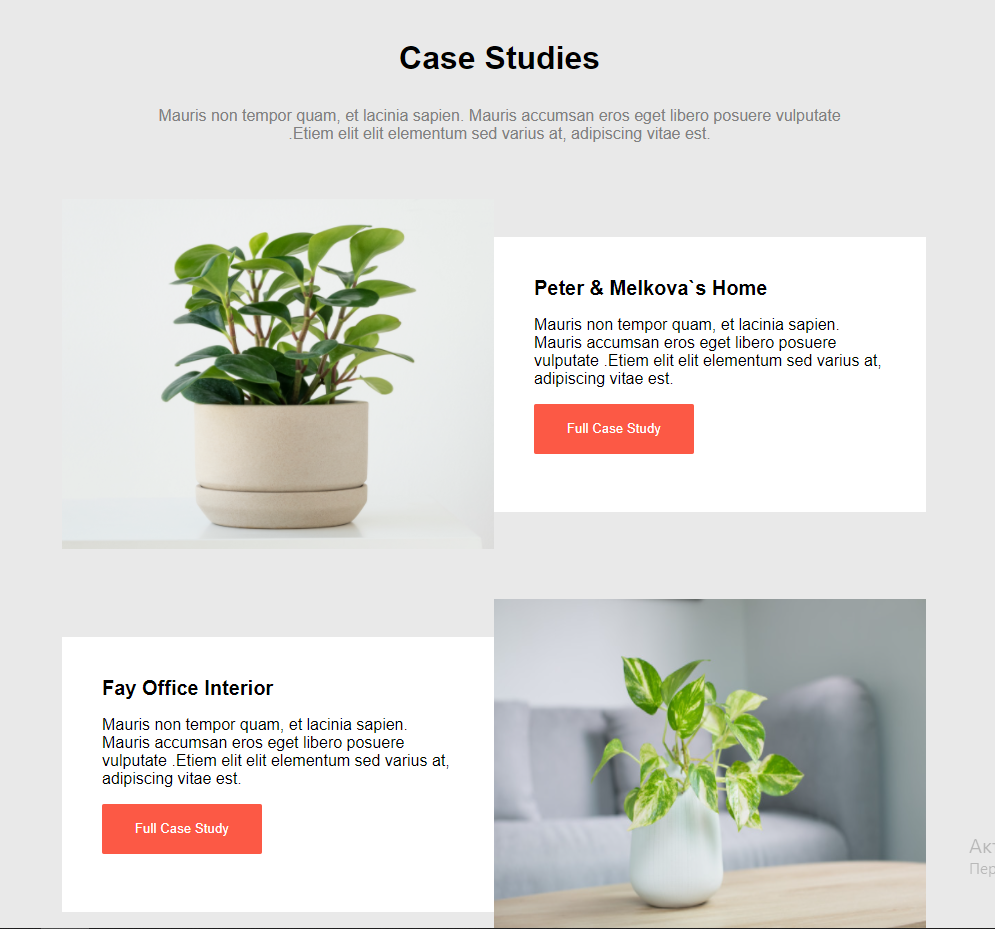 Case Studies
Mauris non tempor quam, et lacinia sapien. Mauris accumsan eros eget libero posuere vulputate
.Etiem elit elit elementum sed varius at, adipiscing vitae est.
Peter & Melkova`s Home
Mauris non tempor quam, et lacinia sapien.
Mauris accumsan eros eget libero posuere
vulputate .Etiem elit elit elementum sed varius at,
adipiscing vitae est.
Full Case Study
Fay Office Interior
Mauris non tempor quam, et lacinia sapien.
Mauris accumsan eros eget libero posuere
vulputate .Etiem elit elit elementum sed varius at,
adipiscing vitae est.
Full Case Study